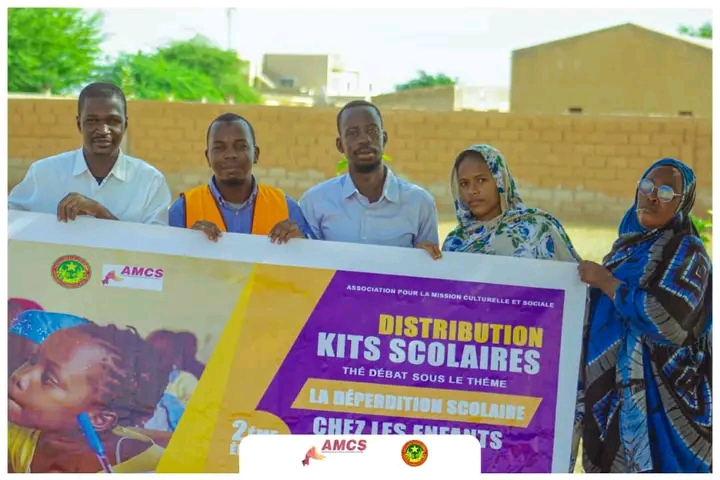 AMCS
ASSOCIATION POUR LA MISSION CULTURELLE ET SOCIALE
DISTRIBUTION
KITS SCOLAIRES
THÉ DÉBAT SOUS LE THÉME
LA DÉPERDITION SCOLAIRE
CHEZ LES ENFANTS
2
AMCS